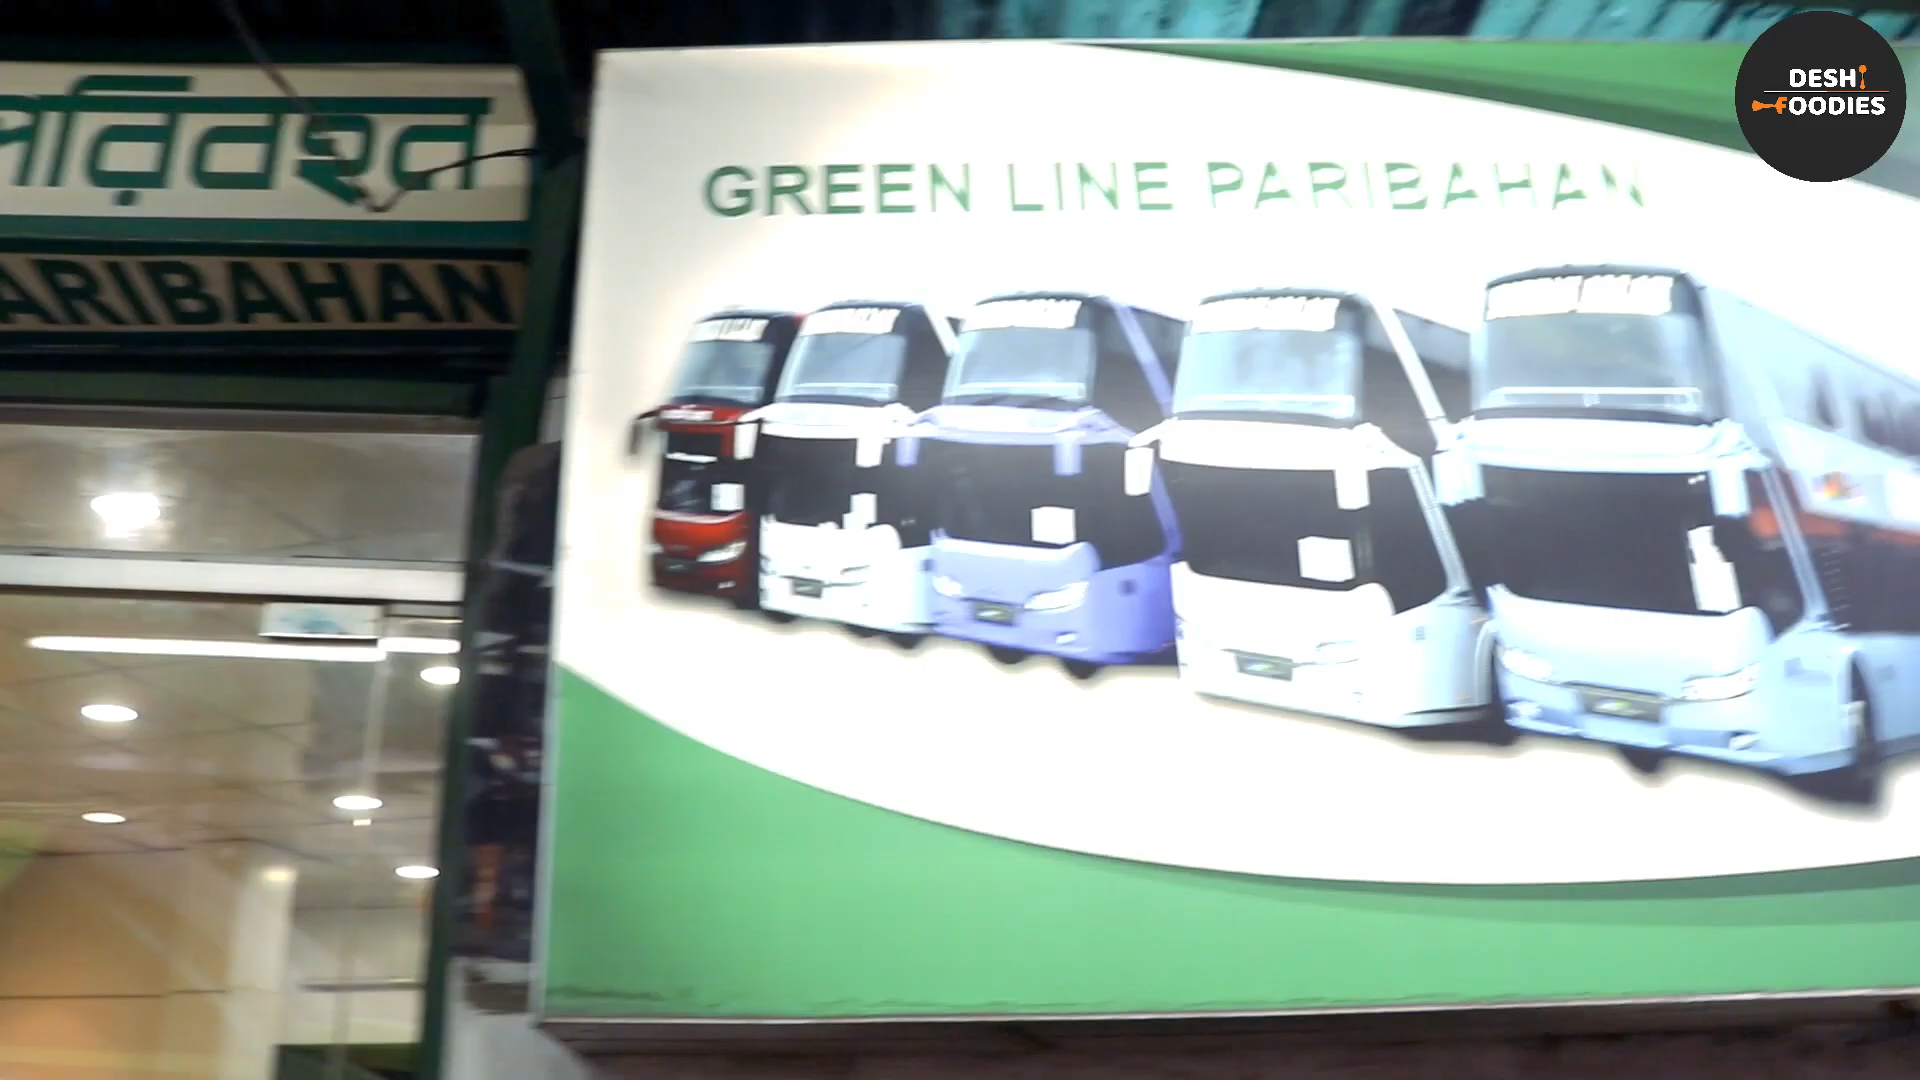 পরিবহন
ARIBAHAN
GREEN LINE PARIBAHAN
DESHI
FOODIES